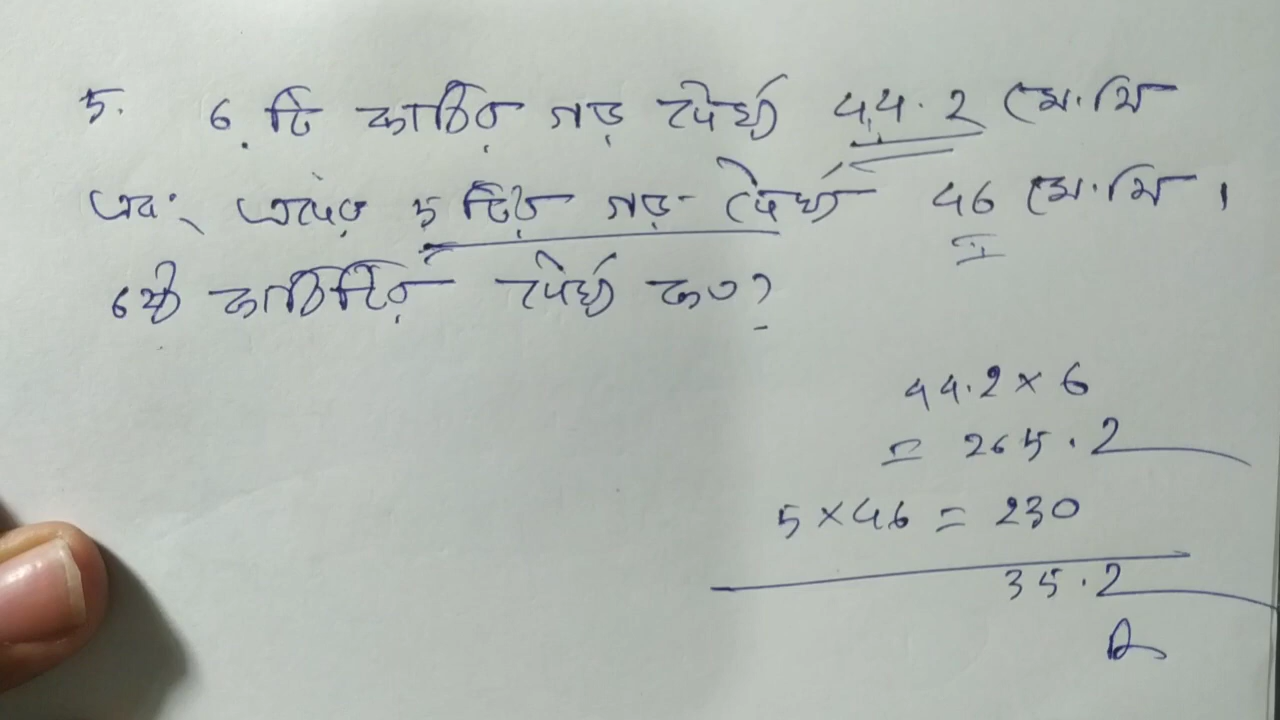 5. 6 টি কাঠির গড় দৈর্ঘ্য 44.2 সে.মি
এবং এদের 5 টির গড় দৈর্ঘ্য 46 সে.মি ।
6ষ্ঠ কাঠিটির দৈর্ঘ্য কত?
44.2 × 6
= 265.2
5 × 46 = 230
35.2